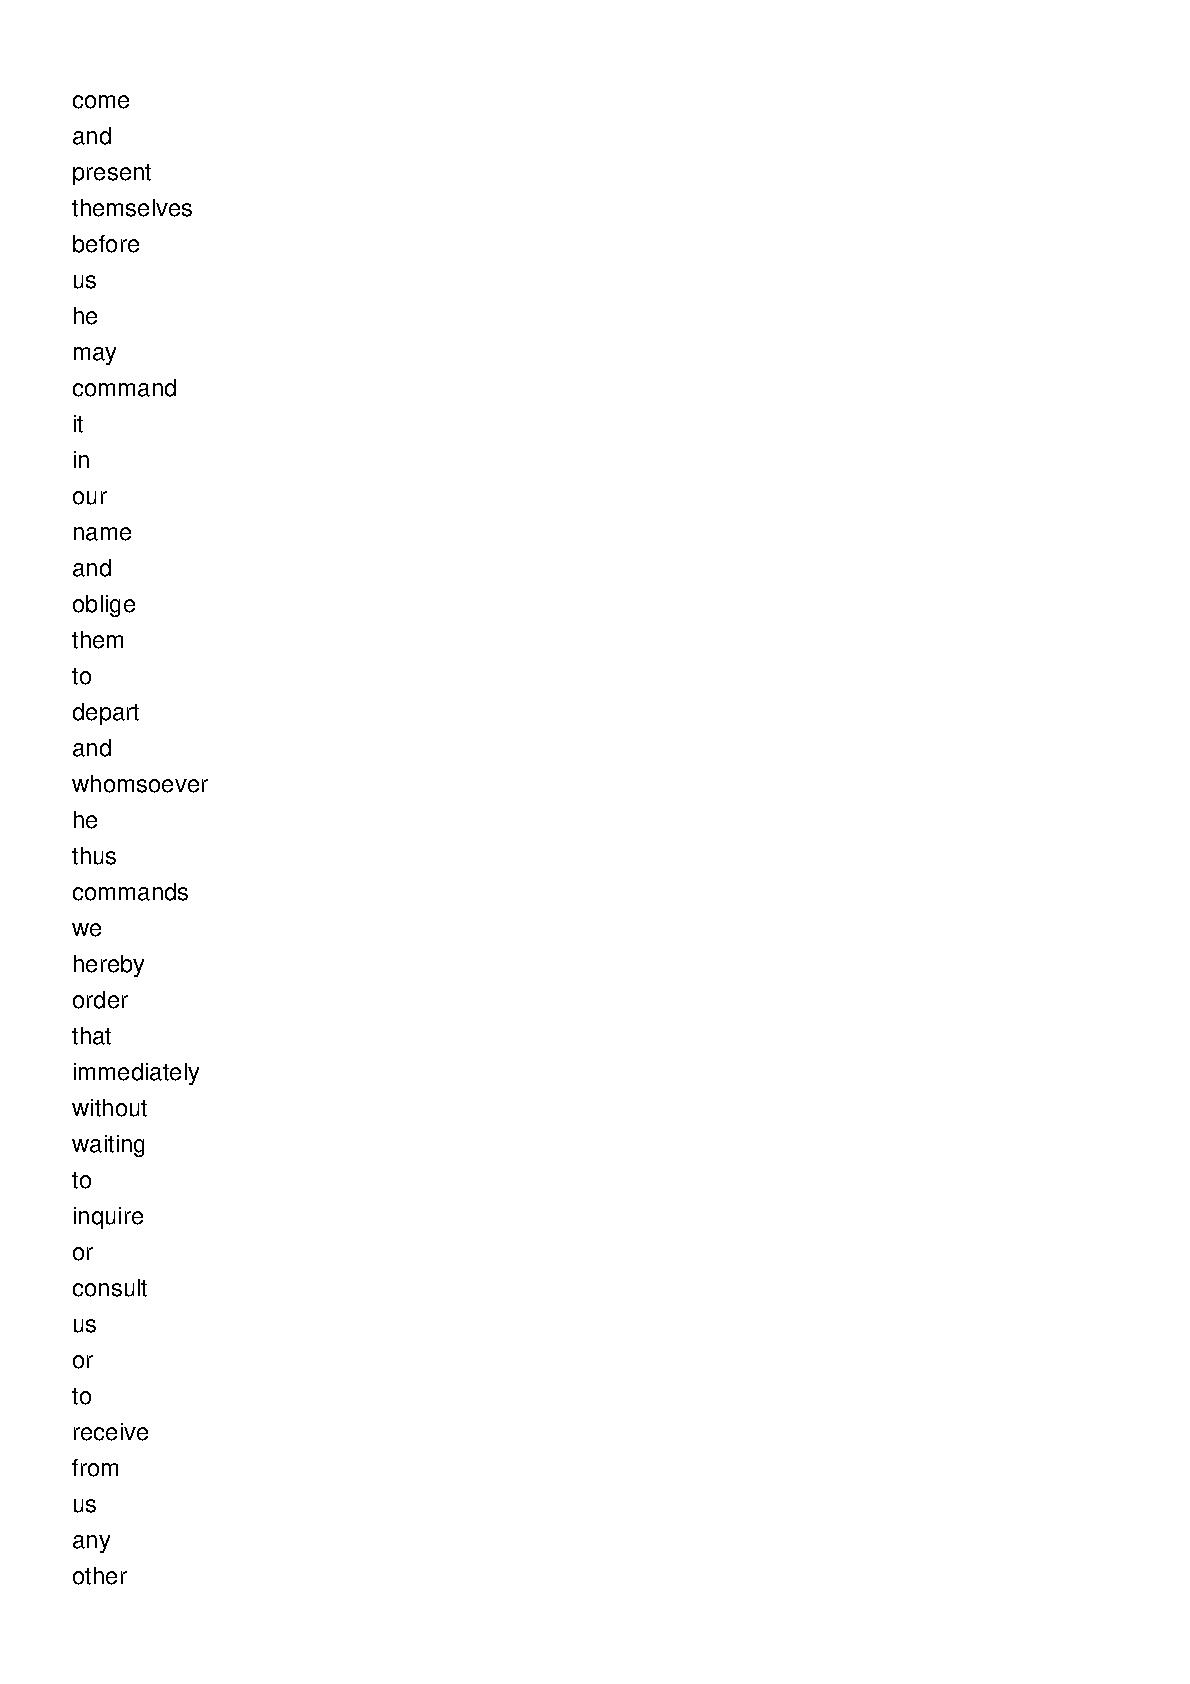 come
and
present
themselves
before
us
he
may
command
it
in
our
name
and
oblige
them
to
depart
and
whomsoever
he
thus
commands
we
hereby
order
that
immediately
without
waiting
to
inquire
or
consult
us
or
to
receive
from
us
any
other